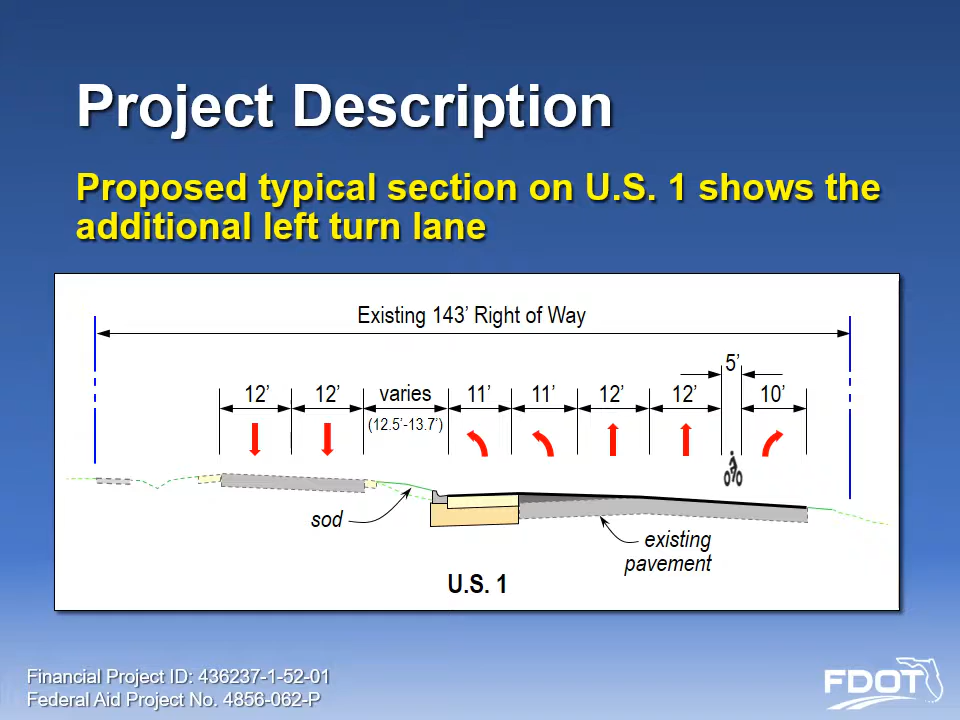 Project Description
Proposed typical section on U.S. 1 shows the
additional left turn lane
Existing 143’ Right of Way
5’
12’ 12’ varies 11’ 11’ 12’ 12’ 10’
(12.5’-13.7’)
sod
existing
pavement
U.S. 1
Financial Project ID: 436237-1-52-01
Federal Aid Project No. 4856-062-P
FDOT